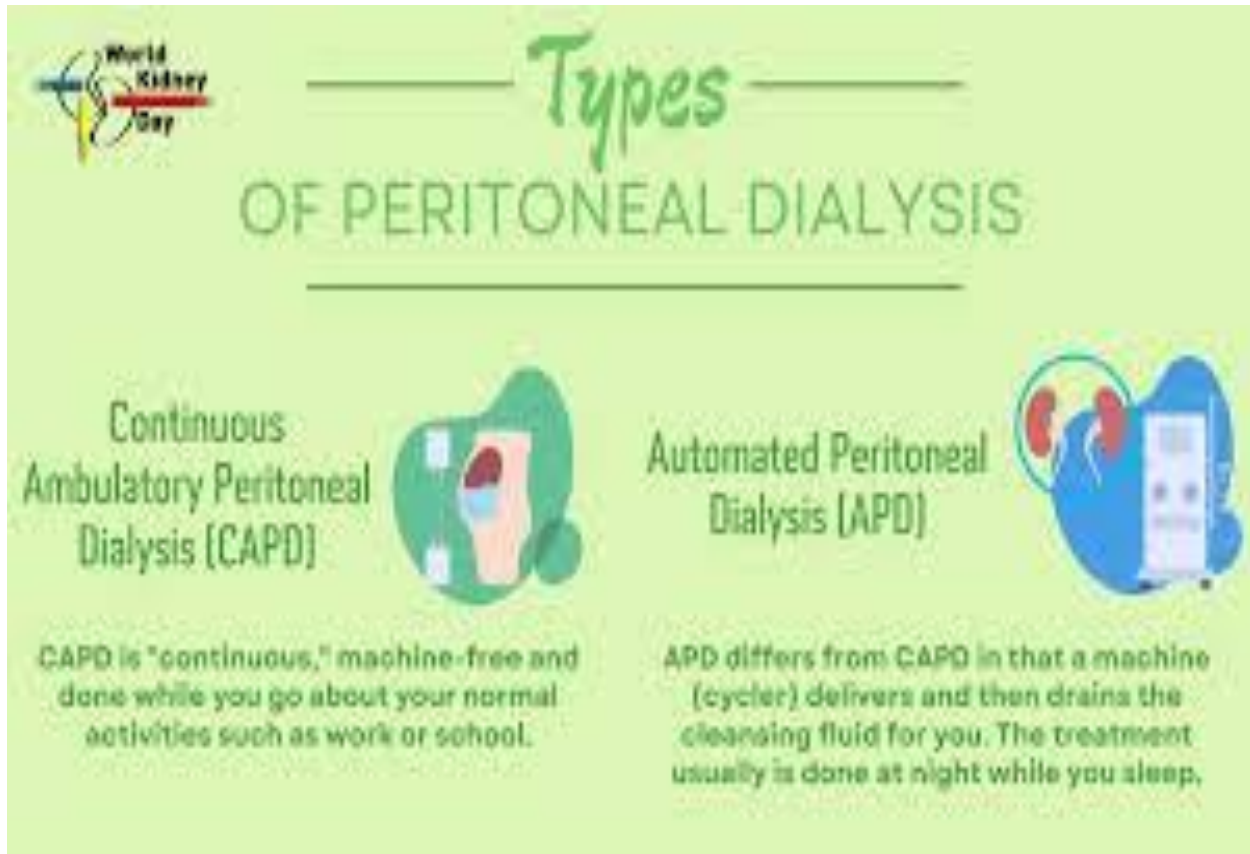 World
Kidney
Day
Types
OF PERITONEAL DIALYSIS
Continuous
Ambulatory Peritoneal
Dialysis (CAPD)
CAPD is "continuous," machine-free and
done while you go about your normal
activities such as work or school.
Automated Peritoneal
Dialysis (APD)
APD differs from CAPD in that a machine
(cycler) delivers and then drains the
cleansing fluid for you. The treatment
usually is done at night while you sleep.